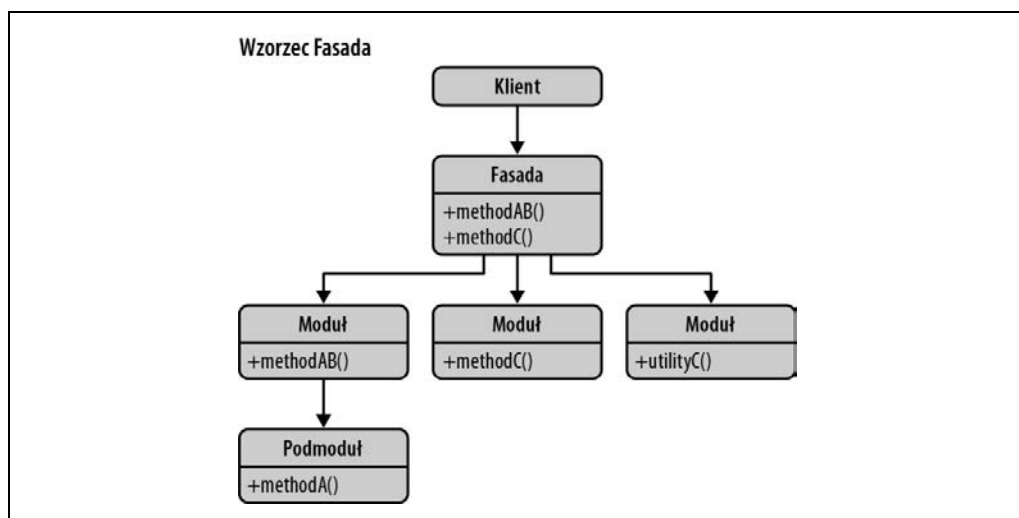 Wzorzec Fasada
Klient
Fasada
+methodAB()
+methodC()
Moduł
+methodAB()
Moduł
+methodC()
Moduł
+utilityC()
Podmoduł
+methodA()